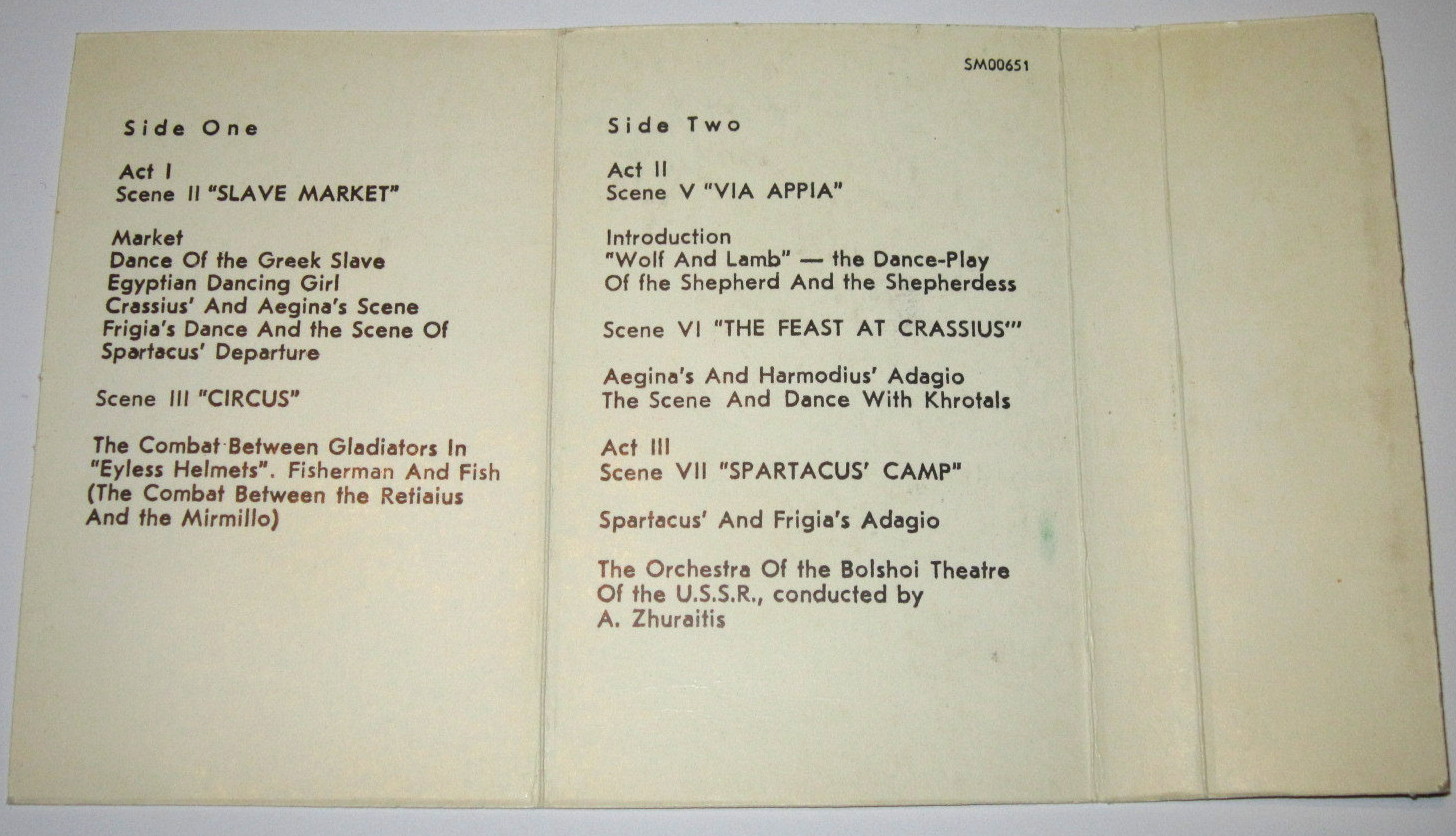 Side One
Act I
Scene II "SLAVE MARKET"
Market
Dance Of the Greek Slave
Egyptian Dancing Girl
Crassius' And Aegina's Scene
Frigia's Dance And the Scene Of
Spartacus' Departure
Scene III "CIRCUS"
The Combat Between Gladiators In
"Eyless Helmets". Fisherman And Fish
(The Combat Between the Retiaius
And the Mirmillo)
SM00651
Side Two
Act II
Scene V "VIA APPIA"
Introduction
"Wolf And Lamb" — the Dance-Play
Of fhe Shepherd And the Shepherdess
Scene VI "THE FEAST AT CRASSIUS'"
Aegina's And Harmodius' Adagio
The Scene And Dance With Khrotals
Act III
Scene VII "SPARTACUS' CAMP"
Spartacus' And Frigia's Adagio
The Orchestra Of the Bolshoi Theatre
Of the U.S.S.R., conducted by
A. Zhuraitis